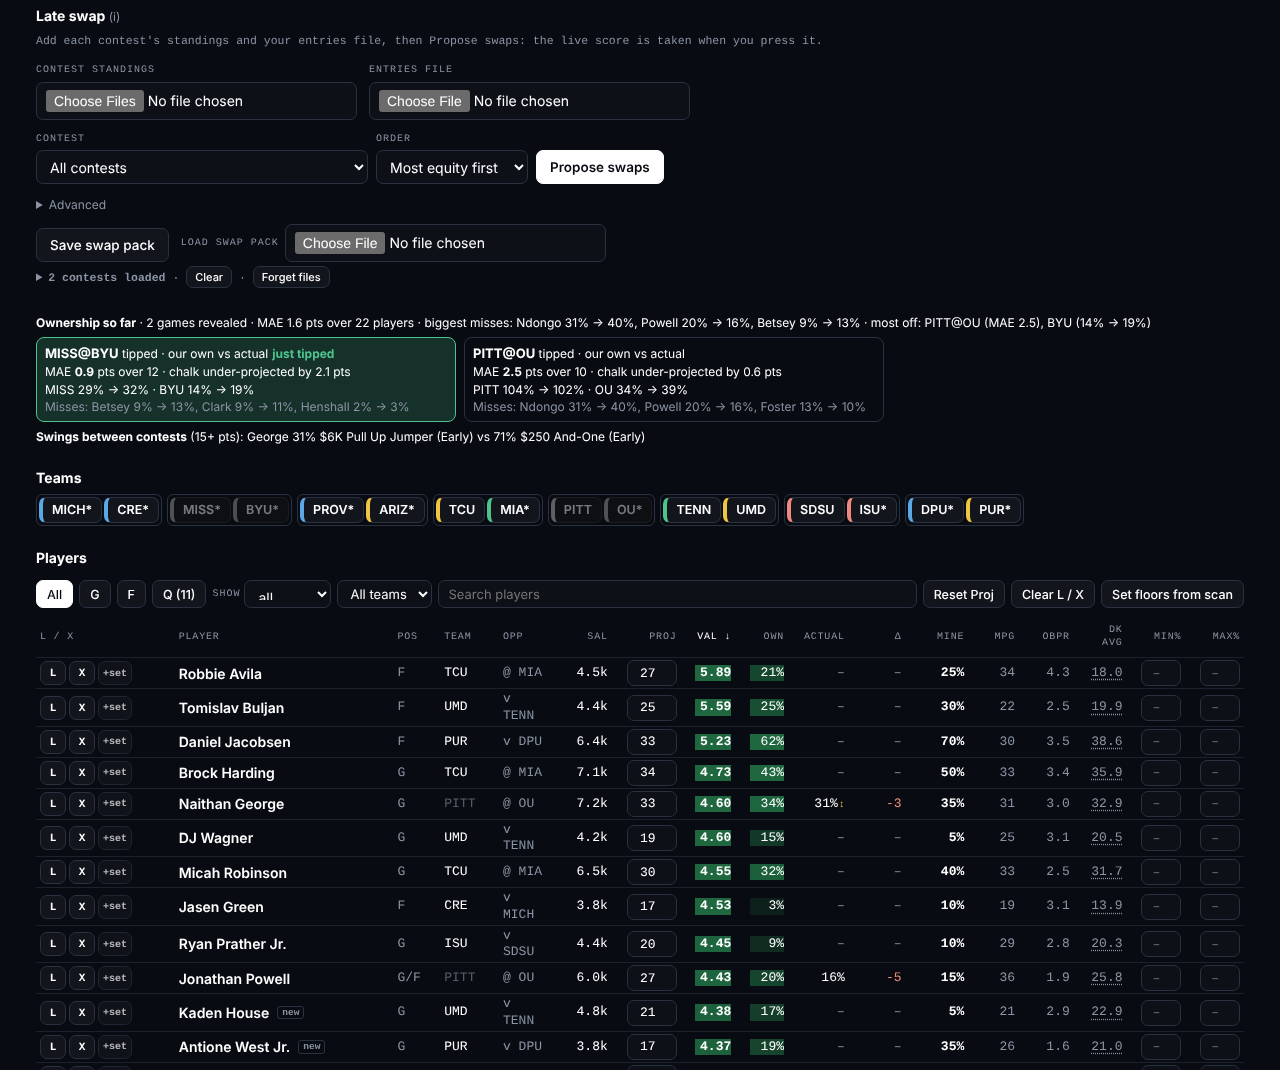 Late swap (i)
Add each contest's standings and your entries file, then Propose swaps: the live score is taken when you press it.
CONTEST STANDINGS ENTRIES FILE
Choose Files No file chosen Choose File No file chosen
CONTEST ORDER
All contests Most equity first Propose swaps
▶ Advanced
Save swap pack LOAD SWAP PACK Choose File No file chosen
▶ 2 contests loaded · Clear · Forget files
Ownership so far · 2 games revealed · MAE 1.6 pts over 22 players · biggest misses: Ndongo 31% → 40%, Powell 20% → 16%, Betsey 9% → 13% · most off: PITT@OU (MAE 2.5), BYU (14% → 19%)
MISS@BYU tipped · our own vs actual just tipped
MAE 0.9 pts over 12 · chalk under-projected by 2.1 pts
MISS 29% → 32% · BYU 14% → 19%
Misses: Betsey 9% → 13%, Clark 9% → 11%, Henshall 2% → 3%
PITT@OU tipped · our own vs actual
MAE 2.5 pts over 10 · chalk under-projected by 0.6 pts
PITT 104% → 102% · OU 34% → 39%
Misses: Ndongo 31% → 40%, Powell 20% → 16%, Foster 13% → 10%
Swings between contests (15+ pts): George 31% $6K Pull Up Jumper (Early) vs 71% $250 And-One (Early)
Teams
MICH* CRE* MISS* BYU* PROV* ARIZ* TCU MIA* PITT OU* TENN UMD SDSU ISU* DPU* PUR*
Players
All G F Q (11) SHOW all All teams Search players Reset Proj Clear L / X Set floors from scan
L / X PLAYER POS TEAM OPP SAL PROJ VAL ↓ OWN ACTUAL Δ MINE MPG OBPR DK AVG MIN% MAX%
L X +set Robbie Avila F TCU @ MIA 4.5k 27 5.89 21% – – 25% 34 4.3 18.0 – –
L X +set Tomislav Buljan F UMD v TENN 4.4k 25 5.59 25% – – 30% 22 2.5 19.9 – –
L X +set Daniel Jacobsen F PUR v DPU 6.4k 33 5.23 62% – – 70% 30 3.5 38.6 – –
L X +set Brock Harding G TCU @ MIA 7.1k 34 4.73 43% – – 50% 33 3.4 35.9 – –
L X +set Naithan George G PITT @ OU 7.2k 33 4.60 34% 31%↕ -3 35% 31 3.0 32.9 – –
L X +set DJ Wagner G UMD v TENN 4.2k 19 4.60 15% – – 5% 25 3.1 20.5 – –
L X +set Micah Robinson G TCU @ MIA 6.5k 30 4.55 32% – – 40% 33 2.5 31.7 – –
L X +set Jasen Green F CRE v MICH 3.8k 17 4.53 3% – – 10% 19 3.1 13.9 – –
L X +set Ryan Prather Jr. G ISU v SDSU 4.4k 20 4.45 9% – – 10% 29 2.8 20.3 – –
L X +set Jonathan Powell G/F PITT @ OU 6.0k 27 4.43 20% 16% -5 15% 36 1.9 25.8 – –
L X +set Kaden House new G UMD v TENN 4.8k 21 4.38 17% – – 5% 21 2.9 22.9 – –
L X +set Antione West Jr. new G PUR v DPU 3.8k 17 4.37 19% – – 35% 26 1.6 21.0 – –